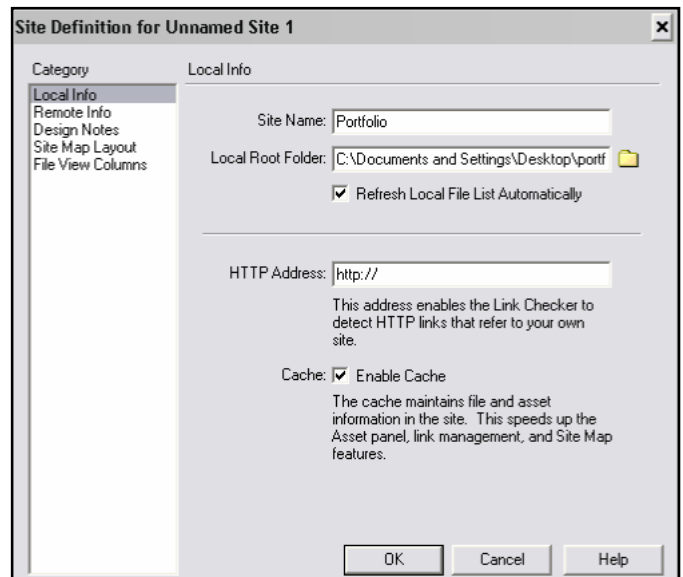 Site Definition for Unnamed Site 1
Category
Local Info
Local Info
Remote Info
Design Notes
Site Map Layout
File View Columns
Site Name: Portfolio
Local Root Folder: C:\Documents and Settings\Desktop\portf
Refresh Local File List Automatically
HTTP Address: http://
This address enables the Link Checker to
detect HTTP links that refer to your own
site.
Cache: Enable Cache
The cache maintains file and asset
information in the site. This speeds up the
Asset panel, link management, and Site Map
features.
OK Cancel Help